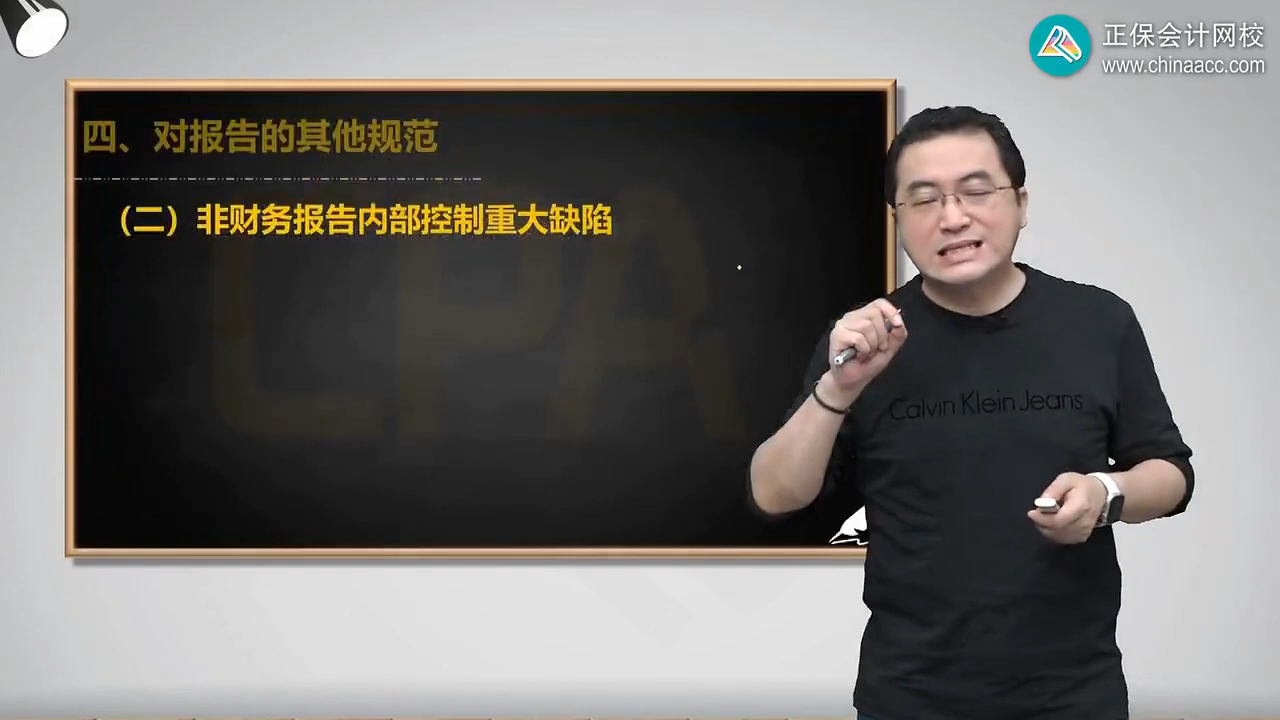 正保会计网校
www.chinaacc.com
四、对报告的其他规范
（二）非财务报告内部控制重大缺陷
CPA
Calvin Klein Jeans